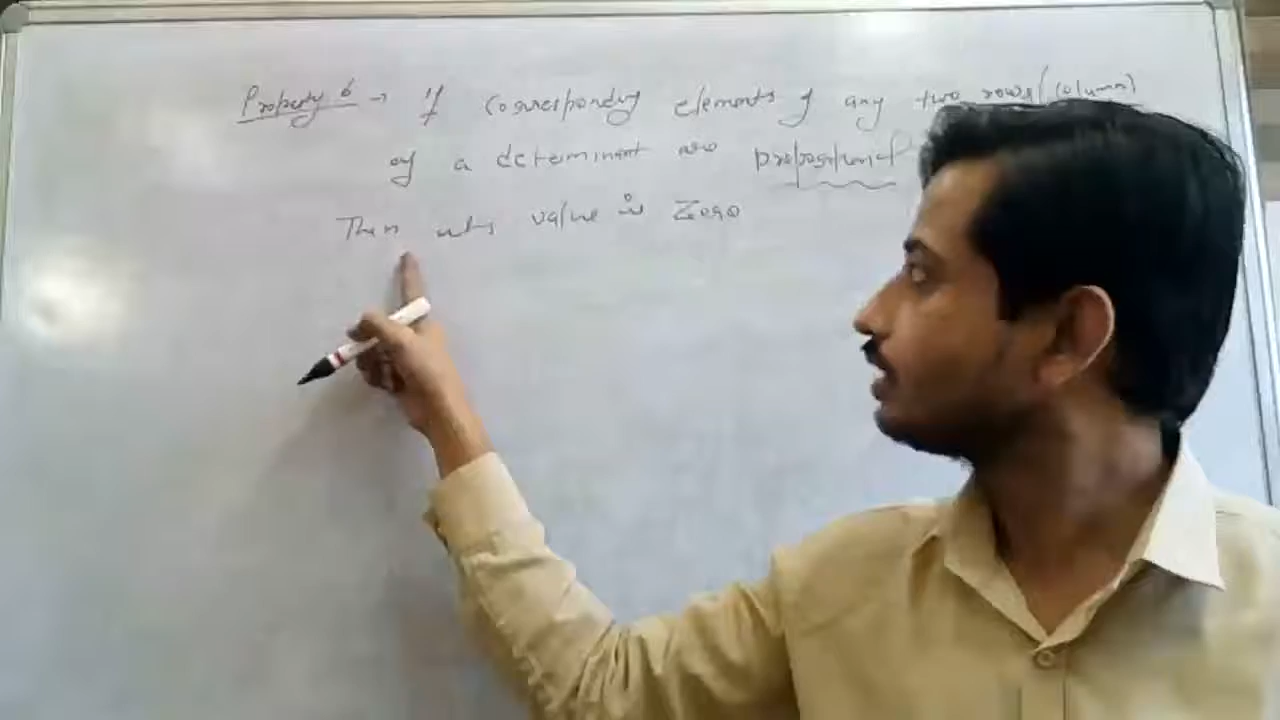 Property 6 → If corresponding elements of any two rows/(column)
of a determinant are proportional
Then its value is Zero